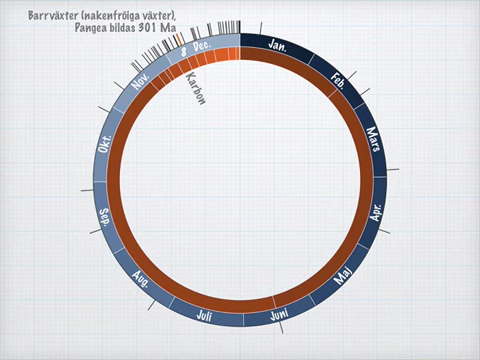 Barrväxter (nakenfröiga växter),
Pangea bildas 301 Ma
8 Dec.
Jan.
Feb.
Mars
Apr.
Maj
Juni
Juli
Aug.
Sep.
Okt.
Nov.
Karbon